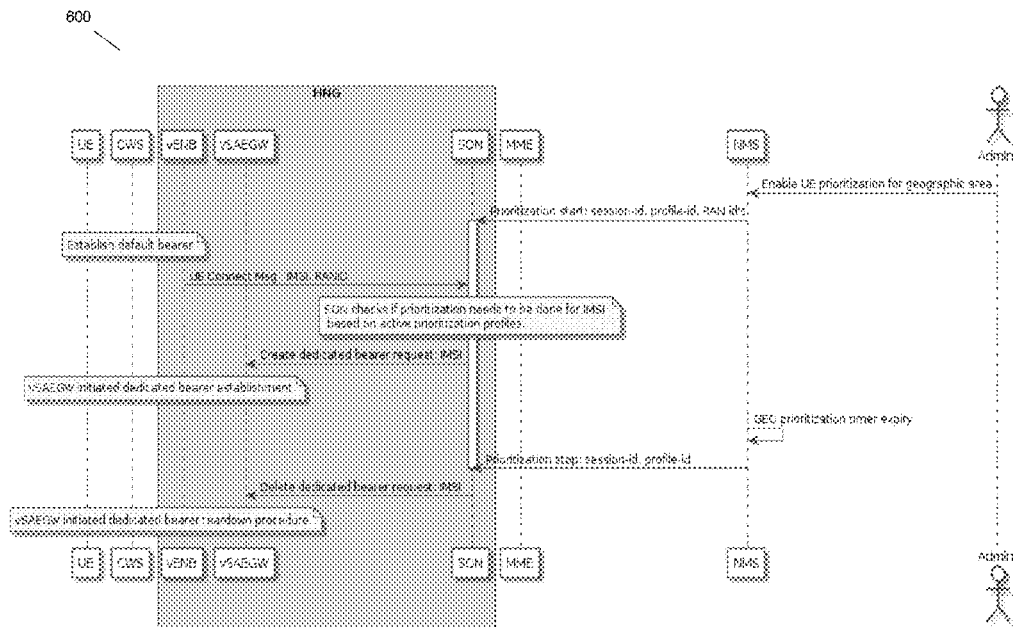 600
HNG
UE CWS vENB vSAEGW SON MME NMS
Admin
Enable UE prioritization for geographic area
Prioritization start: session-id, profile-id, RAN ids
Establish default bearer
UE Connect Msg: IMSI, RANID
SON checks if prioritization needs to be done for IMSI
based on active prioritization profiles.
Create dedicated bearer request: IMSI
vSAEGW initiated dedicated bearer establishment
GEO prioritization timer expiry
Prioritization stop: session-id, profile-id
Delete dedicated bearer request: IMSI
vSAEGW initiated dedicated bearer teardown procedure.
UE CWS vENB vSAEGW SON MME NMS
Admin